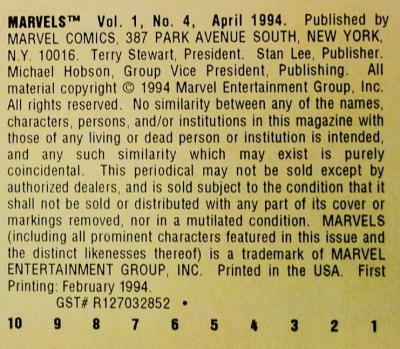 MARVELS™ Vol. 1, No. 4, April 1994. Published by
MARVEL COMICS, 387 PARK AVENUE SOUTH, NEW YORK,
N.Y. 10016. Terry Stewart, President. Stan Lee, Publisher.
Michael Hobson, Group Vice President, Publishing. All
material copyright © 1994 Marvel Entertainment Group, Inc.
All rights reserved. No similarity between any of the names,
characters, persons, and/or institutions in this magazine with
those of any living or dead person or institution is intended,
and any such similarity which may exist is purely
coincidental. This periodical may not be sold except by
authorized dealers, and is sold subject to the condition that it
shall not be sold or distributed with any part of its cover or
markings removed, nor in a mutilated condition. MARVELS
(including all prominent characters featured in this issue and
the distinct likenesses thereof) is a trademark of MARVEL
ENTERTAINMENT GROUP, INC. Printed in the USA. First
Printing: February 1994.
GST# R127032852 •
10 9 8 7 6 5 4 3 2 1